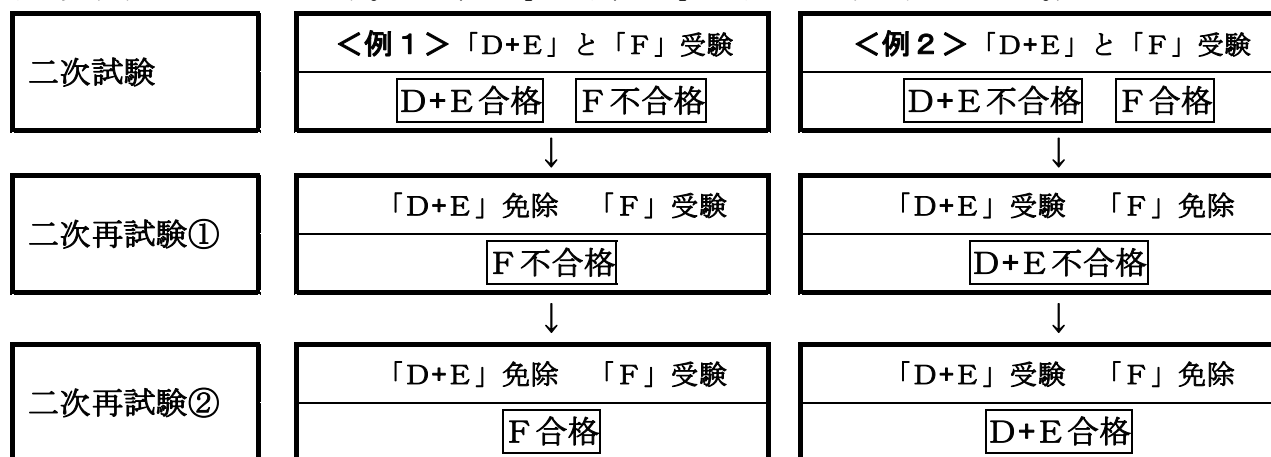 二次試験
<例1>「D+E」と「F」受験
D+E合格 F不合格
<例2>「D+E」と「F」受験
D+E不合格 F合格
↓ ↓
二次再試験①
「D+E」免除 「F」受験
F不合格
「D+E」受験 「F」免除
D+E不合格
↓ ↓
二次再試験②
「D+E」免除 「F」受験
F合格
「D+E」受験 「F」免除
D+E合格